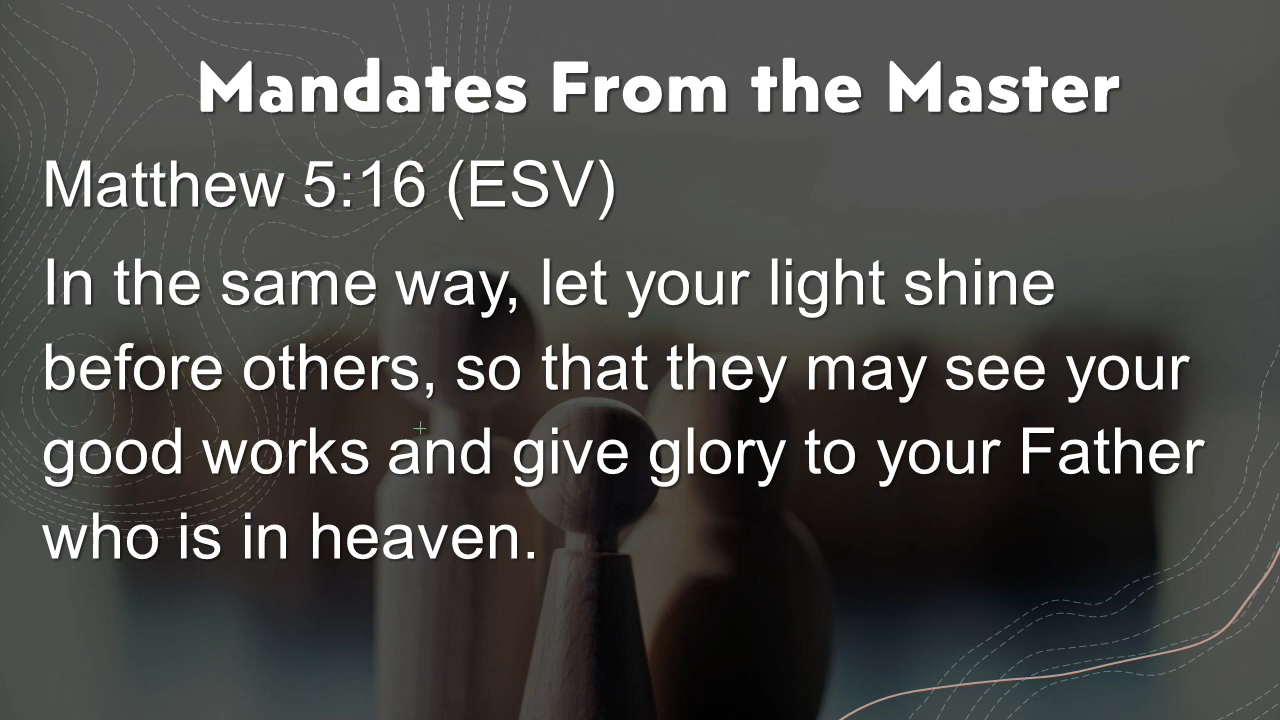 Mandates From the Master
Matthew 5:16 (ESV)
In the same way, let your light shine
before others, so that they may see your
good works and give glory to your Father
who is in heaven.